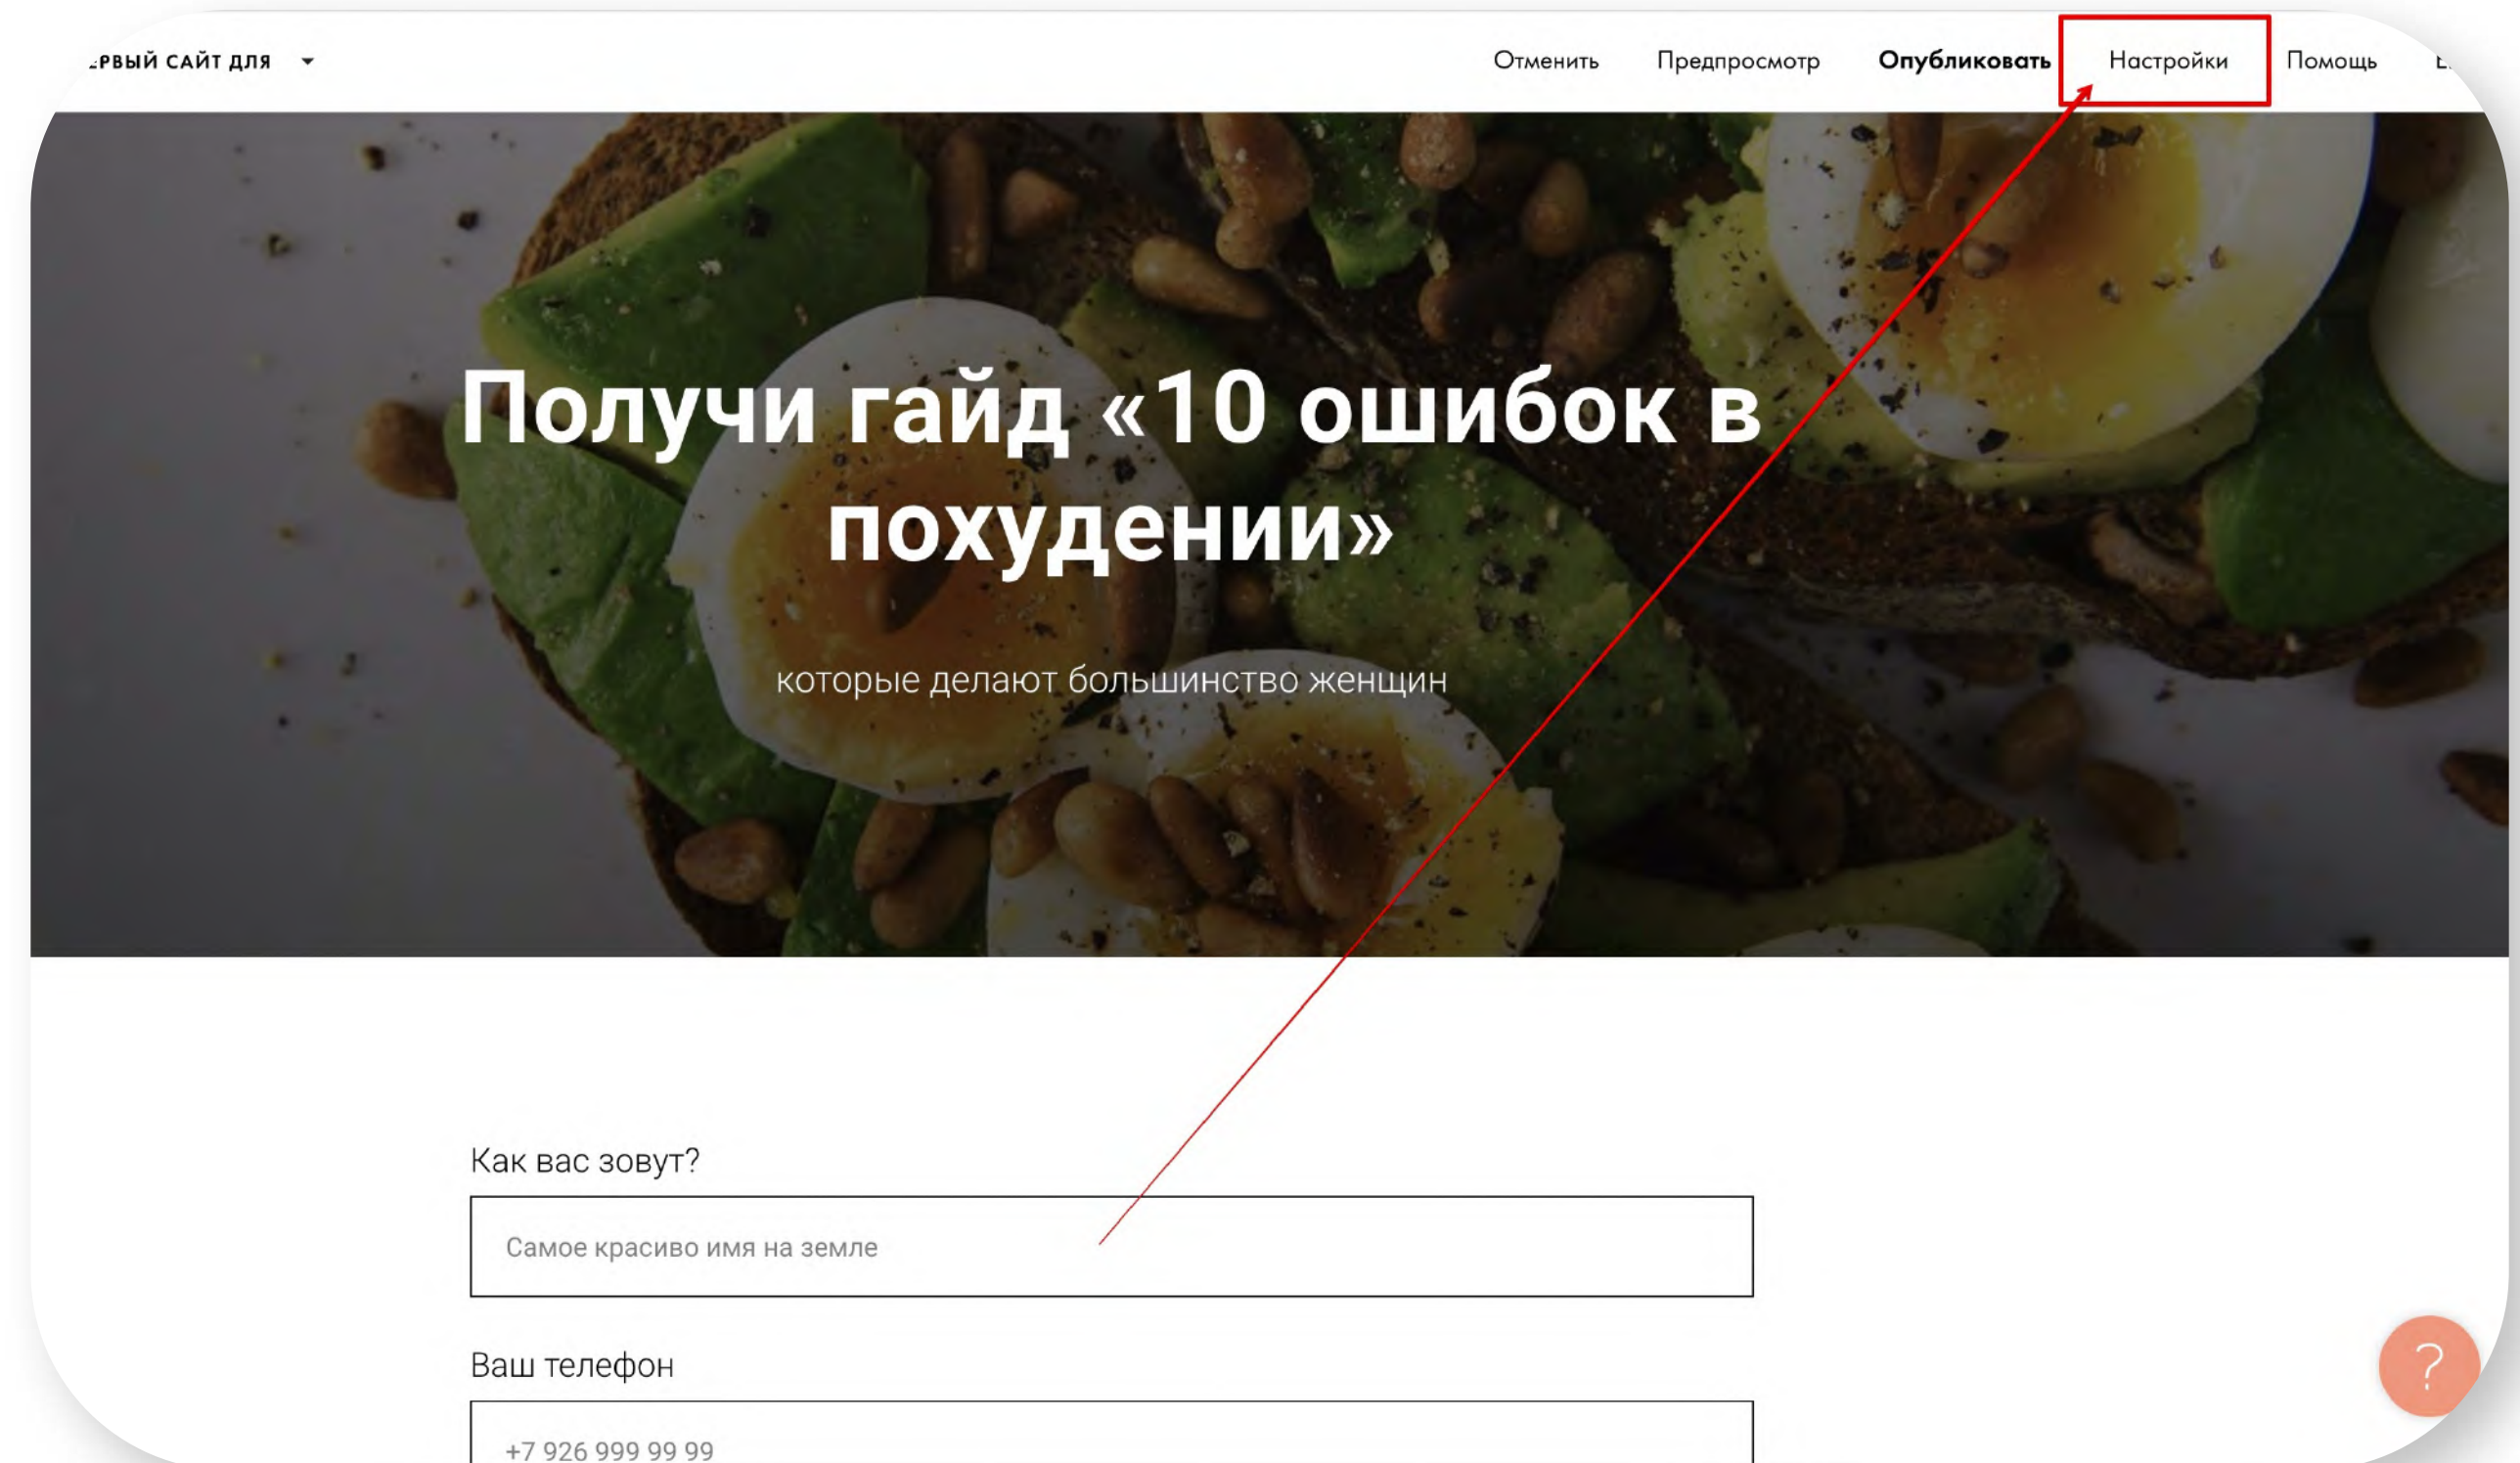 РВЫЙ САЙТ ДЛЯ
Отменить Предпросмотр Опубликовать Настройки Помощь
Получи гайд «10 ошибок в
похудении»
которые делают большинство женщин
Как вас зовут?
Самое красиво имя на земле
Ваш телефон
+7 926 999 99 99
?